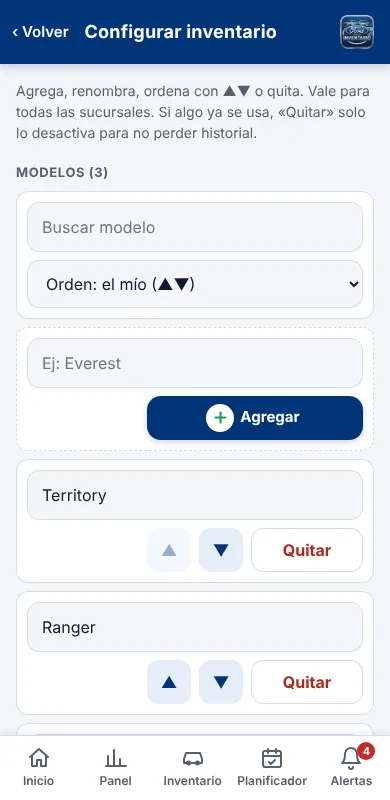 ‹ Volver Configurar inventario
Ford
INVENTARIO
Agrega, renombra, ordena con ▲▼ o quita. Vale para
todas las sucursales. Si algo ya se usa, «Quitar» solo
lo desactiva para no perder historial.
MODELOS (3)
Buscar modelo
Orden: el mío (▲▼)
Ej: Everest
+ Agregar
Territory
▲ ▼ Quitar
Ranger
▲ ▼ Quitar
4
Inicio Panel Inventario Planificador Alertas